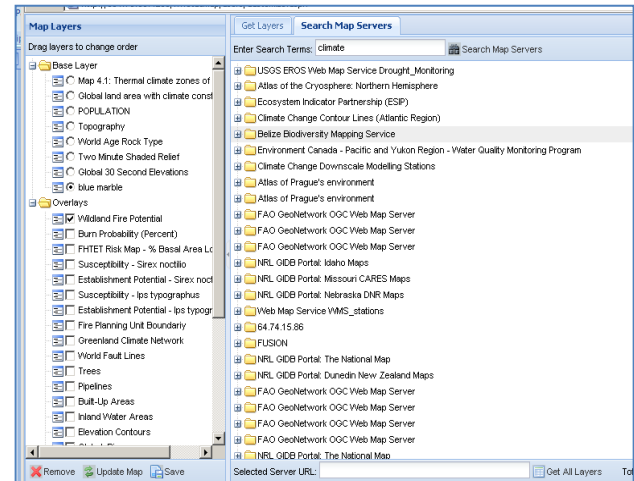 Map Layers
Drag layers to change order
Base Layer
Map 4.1: Thermal climate zones of
Global land area with climate const
POPULATION
Topography
World Age Rock Type
Two Minute Shaded Relief
Global 30 Second Elevations
blue marble
Overlays
Wildland Fire Potential
Burn Probability (Percent)
FHTET Risk Map - % Basal Area Lo
Susceptibility - Sirex noctilio
Establishment Potential - Sirex noct
Susceptibility - Ips typographus
Establishment Potential - Ips typogr
Fire Planning Unit Boundariy
Greenland Climate Network
World Fault Lines
Trees
Pipelines
Built-Up Areas
Inland Water Areas
Elevation Contours
Remove Update Map Save
Get Layers Search Map Servers
Enter Search Terms: climate Search Map Servers
USGS EROS Web Map Service Drought_Monitoring
Atlas of the Cryosphere: Northern Hemisphere
Ecosystem Indicator Partnership (ESIP)
Climate Change Contour Lines (Atlantic Region)
Belize Biodiversity Mapping Service
Environment Canada - Pacific and Yukon Region - Water Quality Monitoring Program
Climate Change Downscale Modelling Stations
Atlas of Prague's environment
Atlas of Prague's environment
FAO GeoNetwork OGC Web Map Server
FAO GeoNetwork OGC Web Map Server
FAO GeoNetwork OGC Web Map Server
NRL GIDB Portal: Idaho Maps
NRL GIDB Portal: Missouri CARES Maps
NRL GIDB Portal: Nebraska DNR Maps
Web Map Service WMS_stations
64.74.15.86
FUSION
NRL GIDB Portal: The National Map
NRL GIDB Portal: Dunedin New Zealand Maps
FAO GeoNetwork OGC Web Map Server
FAO GeoNetwork OGC Web Map Server
FAO GeoNetwork OGC Web Map Server
FAO GeoNetwork OGC Web Map Server
NRL GIDB Portal: The National Map
Selected Server URL: Get All Layers Tot